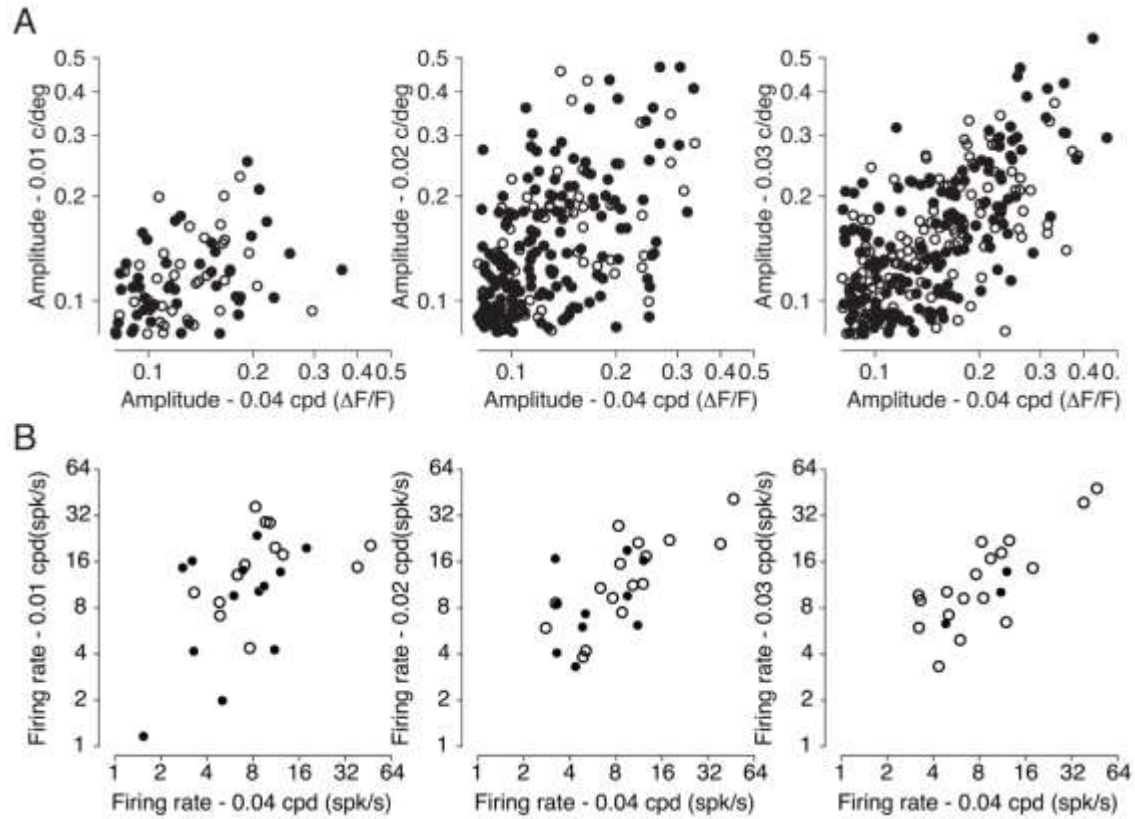 A
Amplitude - 0.01 c/deg
0.5
0.4
0.3
0.2
0.1
0.1 0.2 0.3 0.4 0.5
Amplitude - 0.04 cpd (ΔF/F)
Amplitude - 0.02 c/deg
0.5
0.4
0.3
0.2
0.1
0.1 0.2 0.3 0.4 0.5
Amplitude - 0.04 cpd (ΔF/F)
Amplitude - 0.03 c/deg
0.5
0.4
0.3
0.2
0.1
0.1 0.2 0.3 0.4 0.
Amplitude - 0.04 cpd (ΔF/F)
B
Firing rate - 0.01 cpd(spk/s)
64
32
16
8
4
2
1
1 2 4 8 16 32 64
Firing rate - 0.04 cpd (spk/s)
Firing rate - 0.02 cpd(spk/s)
64
32
16
8
4
2
1
1 2 4 8 16 32 64
Firing rate - 0.04 cpd (spk/s)
Firing rate - 0.03 cpd(spk/s)
64
32
16
8
4
2
1
1 2 4 8 16 32 64
Firing rate - 0.04 cpd (spk/s)